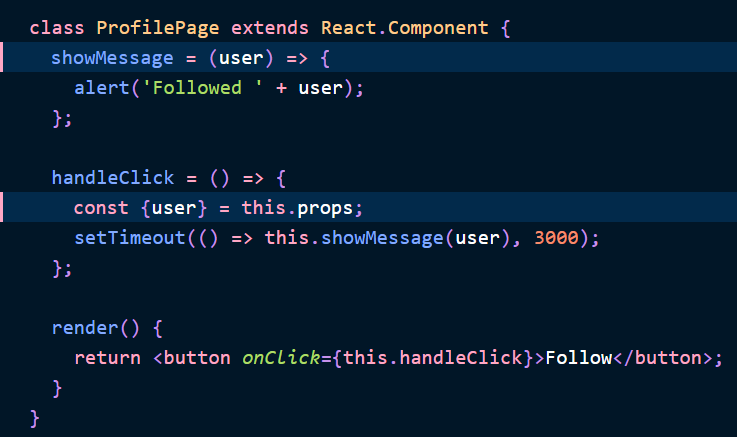 class ProfilePage extends React.Component {
  showMessage = (user) => {
    alert('Followed ' + user);
  };

  handleClick = () => {
    const {user} = this.props;
    setTimeout(() => this.showMessage(user), 3000);
  };

  render() {
    return <button onClick={this.handleClick}>Follow</button>;
  }
}